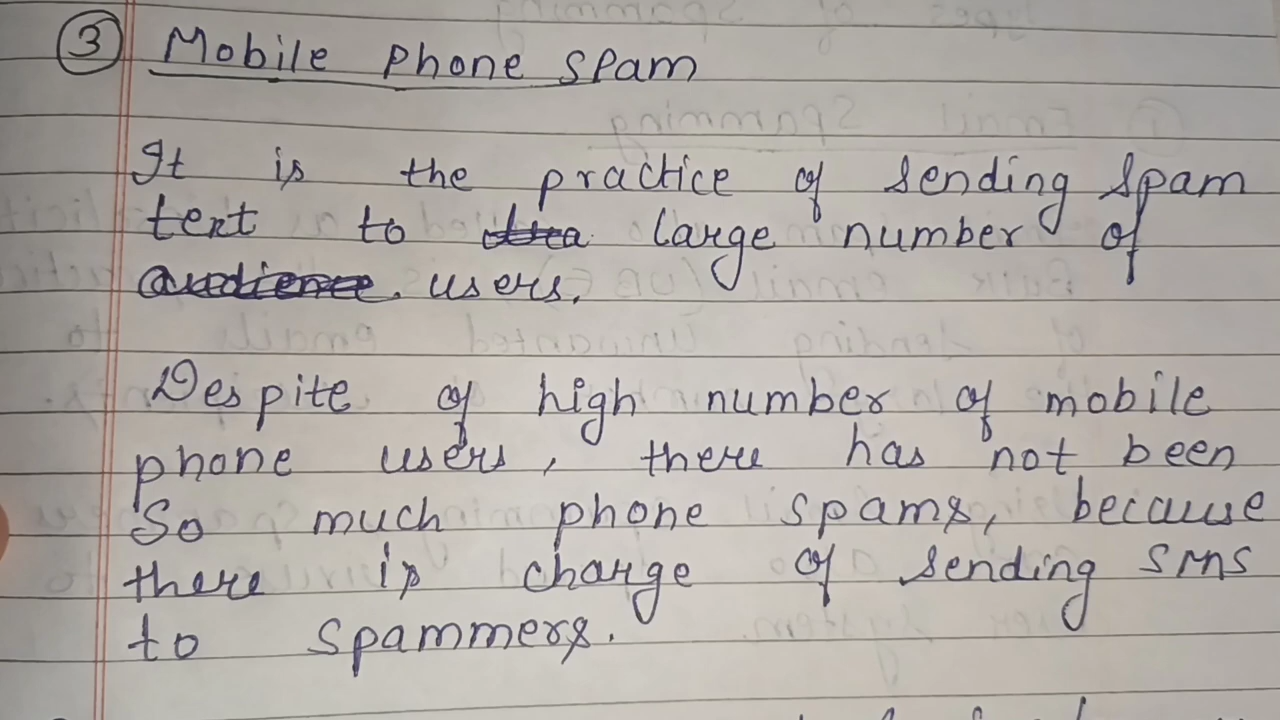 3 Mobile Phone Spam
It is the practice of sending spam
text to large number of
audience. users.
Despite of high number of mobile
phone users, there has not been
So much phone spams, because
there is charge of sending SMS
to spammers.